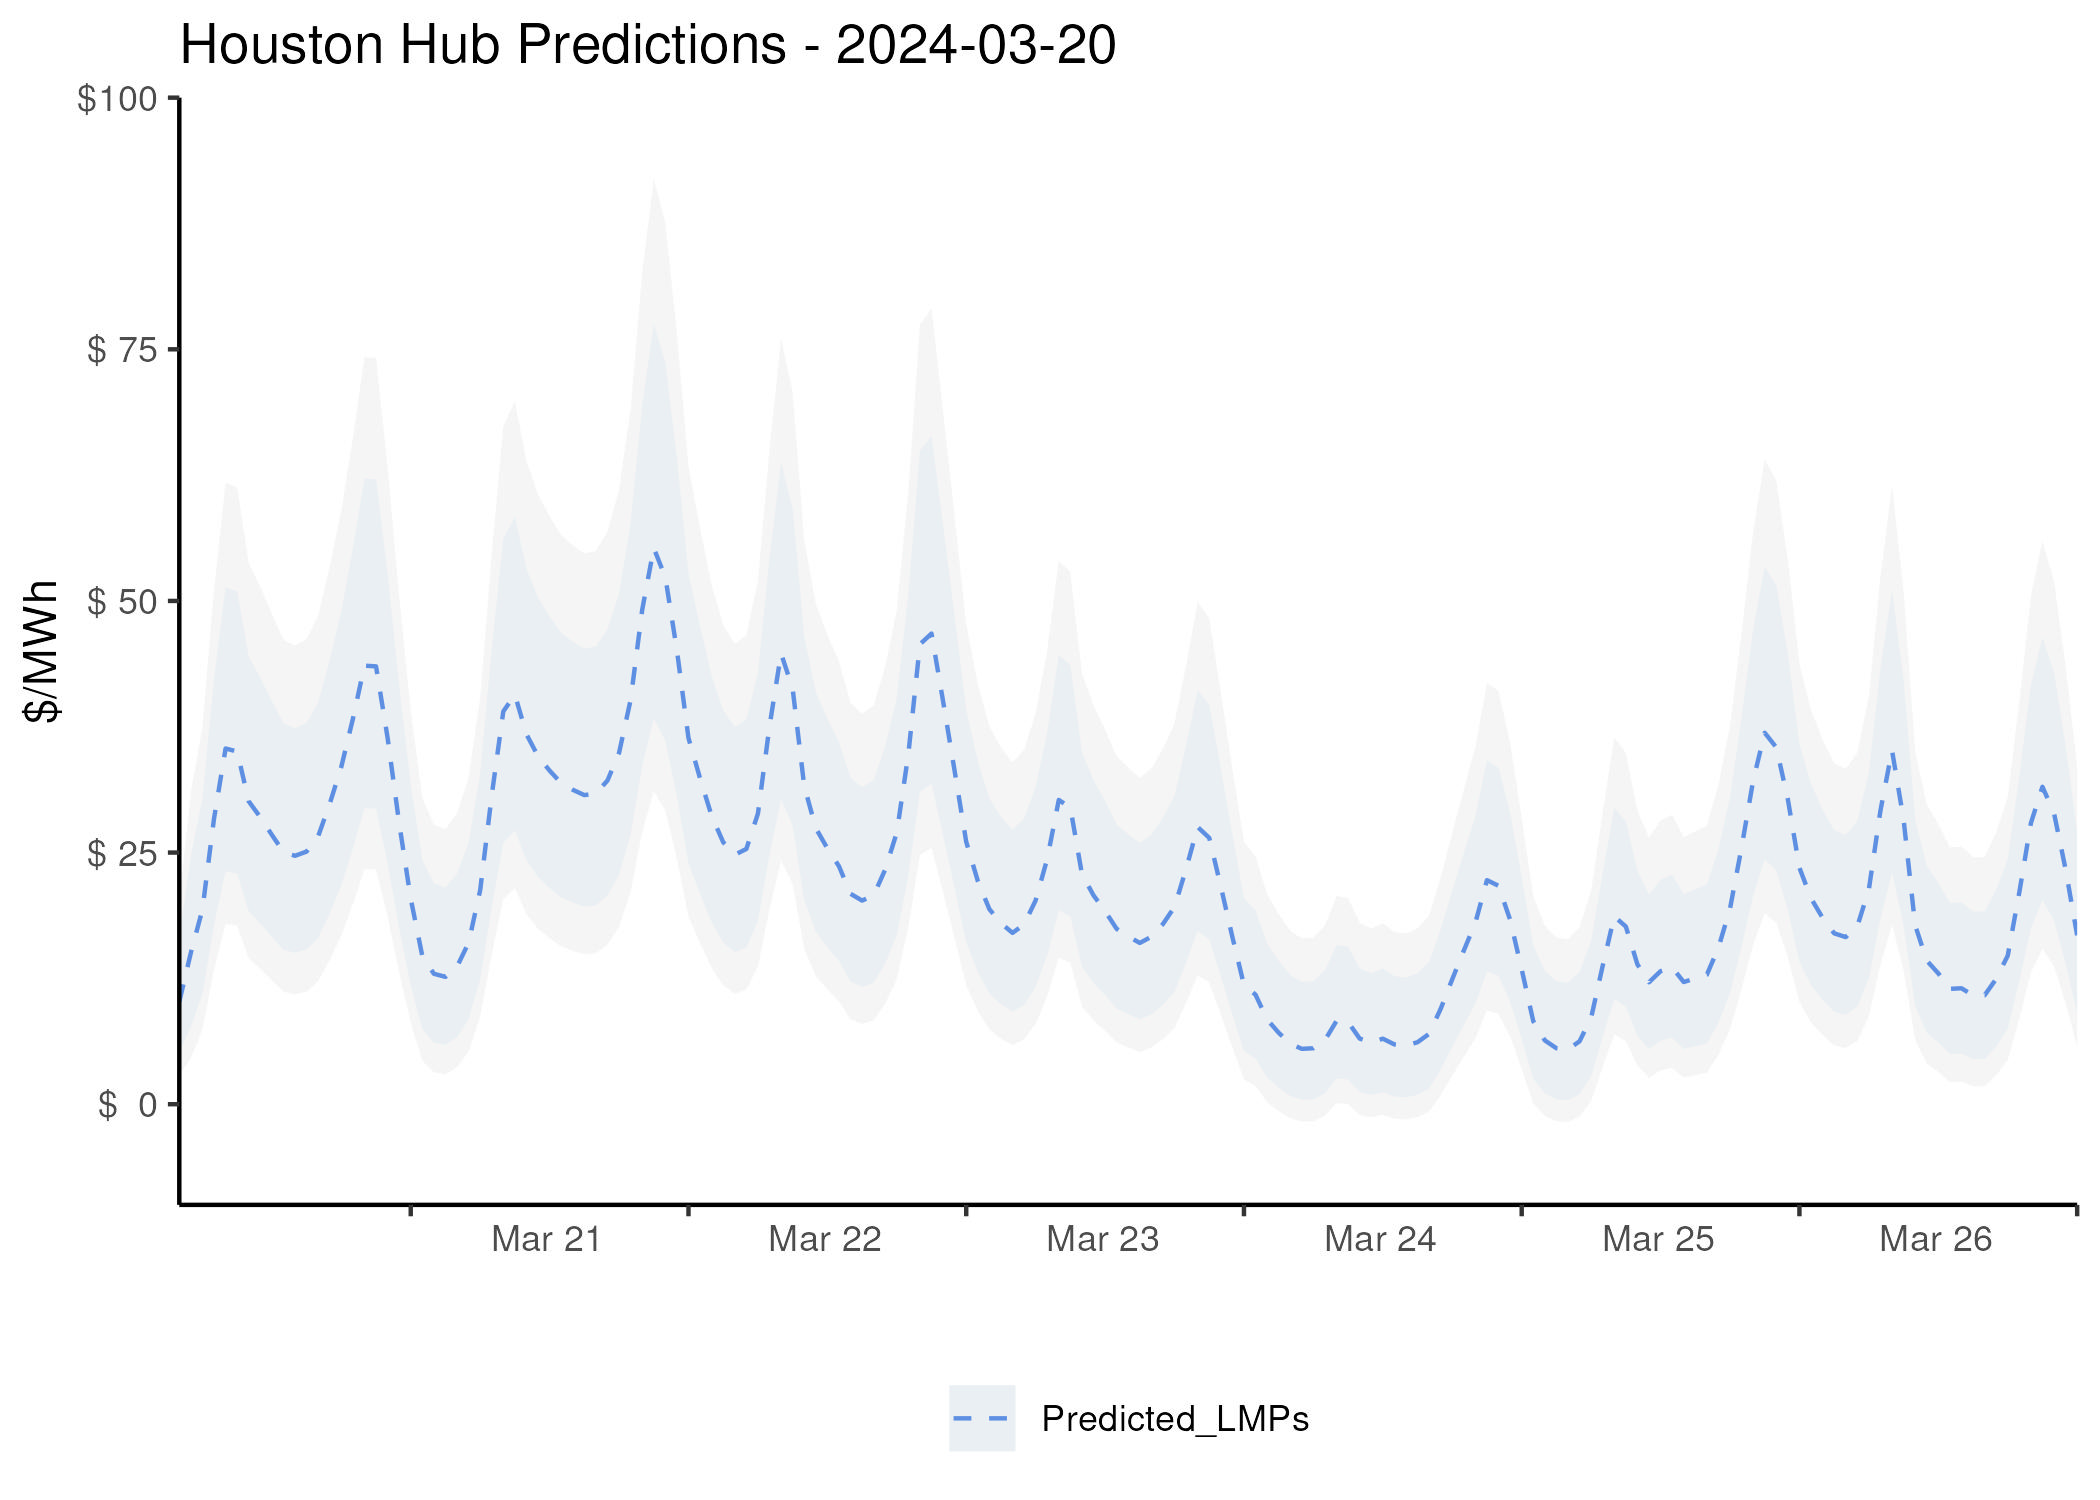 Houston Hub Predictions - 2024-03-20
$100
$ 75
$ 50
$ 25
$  0
$/MWh
Mar 21 Mar 22 Mar 23 Mar 24 Mar 25 Mar 26
Predicted_LMPs